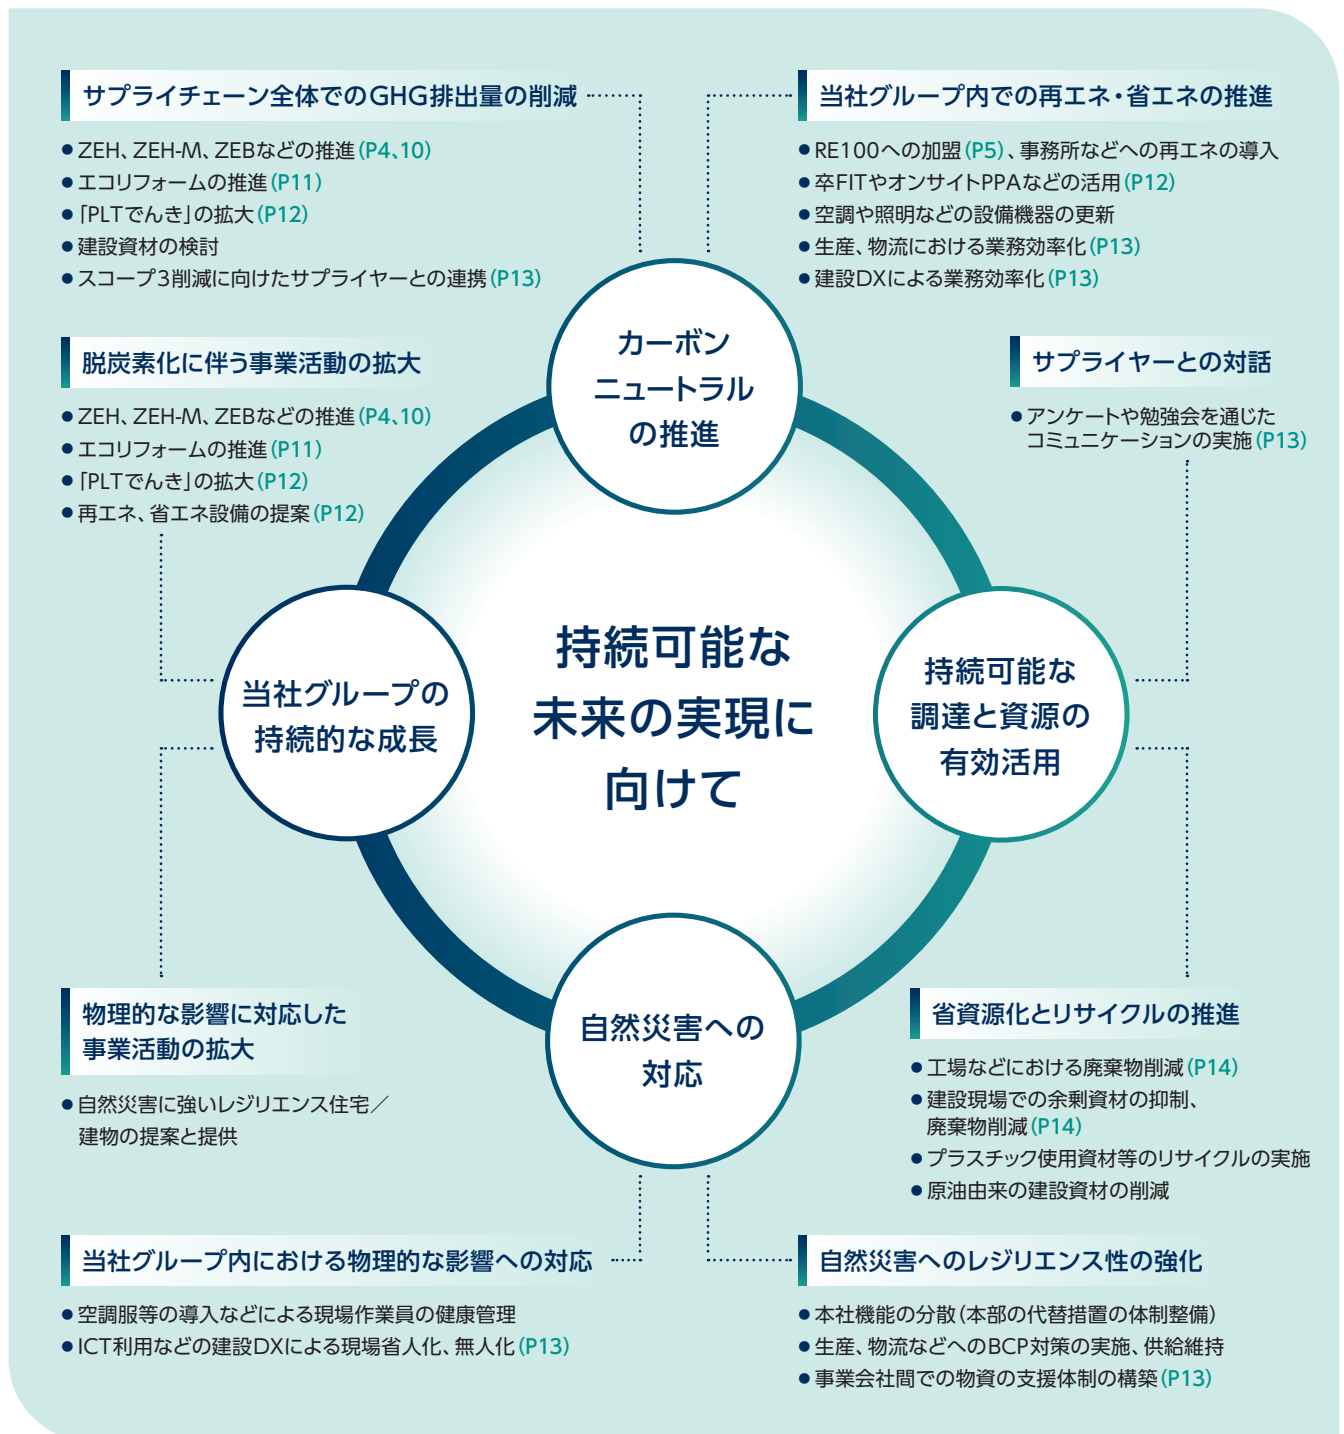 サプライチェーン全体でのGHG排出量の削減
●ZEH、ZEH-M、ZEBなどの推進(P4、10)
●エコリフォームの推進(P11)
●「PLTでんき」の拡大(P12)
●建設資材の検討
●スコープ3削減に向けたサプライヤーとの連携(P13)
当社グループ内での再エネ・省エネの推進
●RE100への加盟(P5)、事務所などへの再エネの導入
●卒FITやオンサイトPPAなどの活用(P12)
●空調や照明などの設備機器の更新
●生産、物流における業務効率化(P13)
●建設DXによる業務効率化(P13)
カーボン
ニュートラル
の推進
脱炭素化に伴う事業活動の拡大
●ZEH、ZEH-M、ZEBなどの推進(P4、10)
●エコリフォームの推進(P11)
●「PLTでんき」の拡大(P12)
●再エネ、省エネ設備の提案(P12)
サプライヤーとの対話
●アンケートや勉強会を通じた
コミュニケーションの実施(P13)
当社グループの
持続的な成長
持続可能な
未来の実現に
向けて
持続可能な
調達と資源の
有効活用
自然災害への
対応
物理的な影響に対応した
事業活動の拡大
●自然災害に強いレジリエンス住宅／
建物の提案と提供
省資源化とリサイクルの推進
●工場などにおける廃棄物削減(P14)
●建設現場での余剰資材の抑制、
廃棄物削減(P14)
●プラスチック使用資材等のリサイクルの実施
●原油由来の建設資材の削減
当社グループ内における物理的な影響への対応
●空調服等の導入などによる現場作業員の健康管理
●ICT利用などの建設DXによる現場省人化、無人化(P13)
自然災害へのレジリエンス性の強化
●本社機能の分散(本部の代替措置の体制整備)
●生産、物流などへのBCP対策の実施、供給維持
●事業会社間での物資の支援体制の構築(P13)